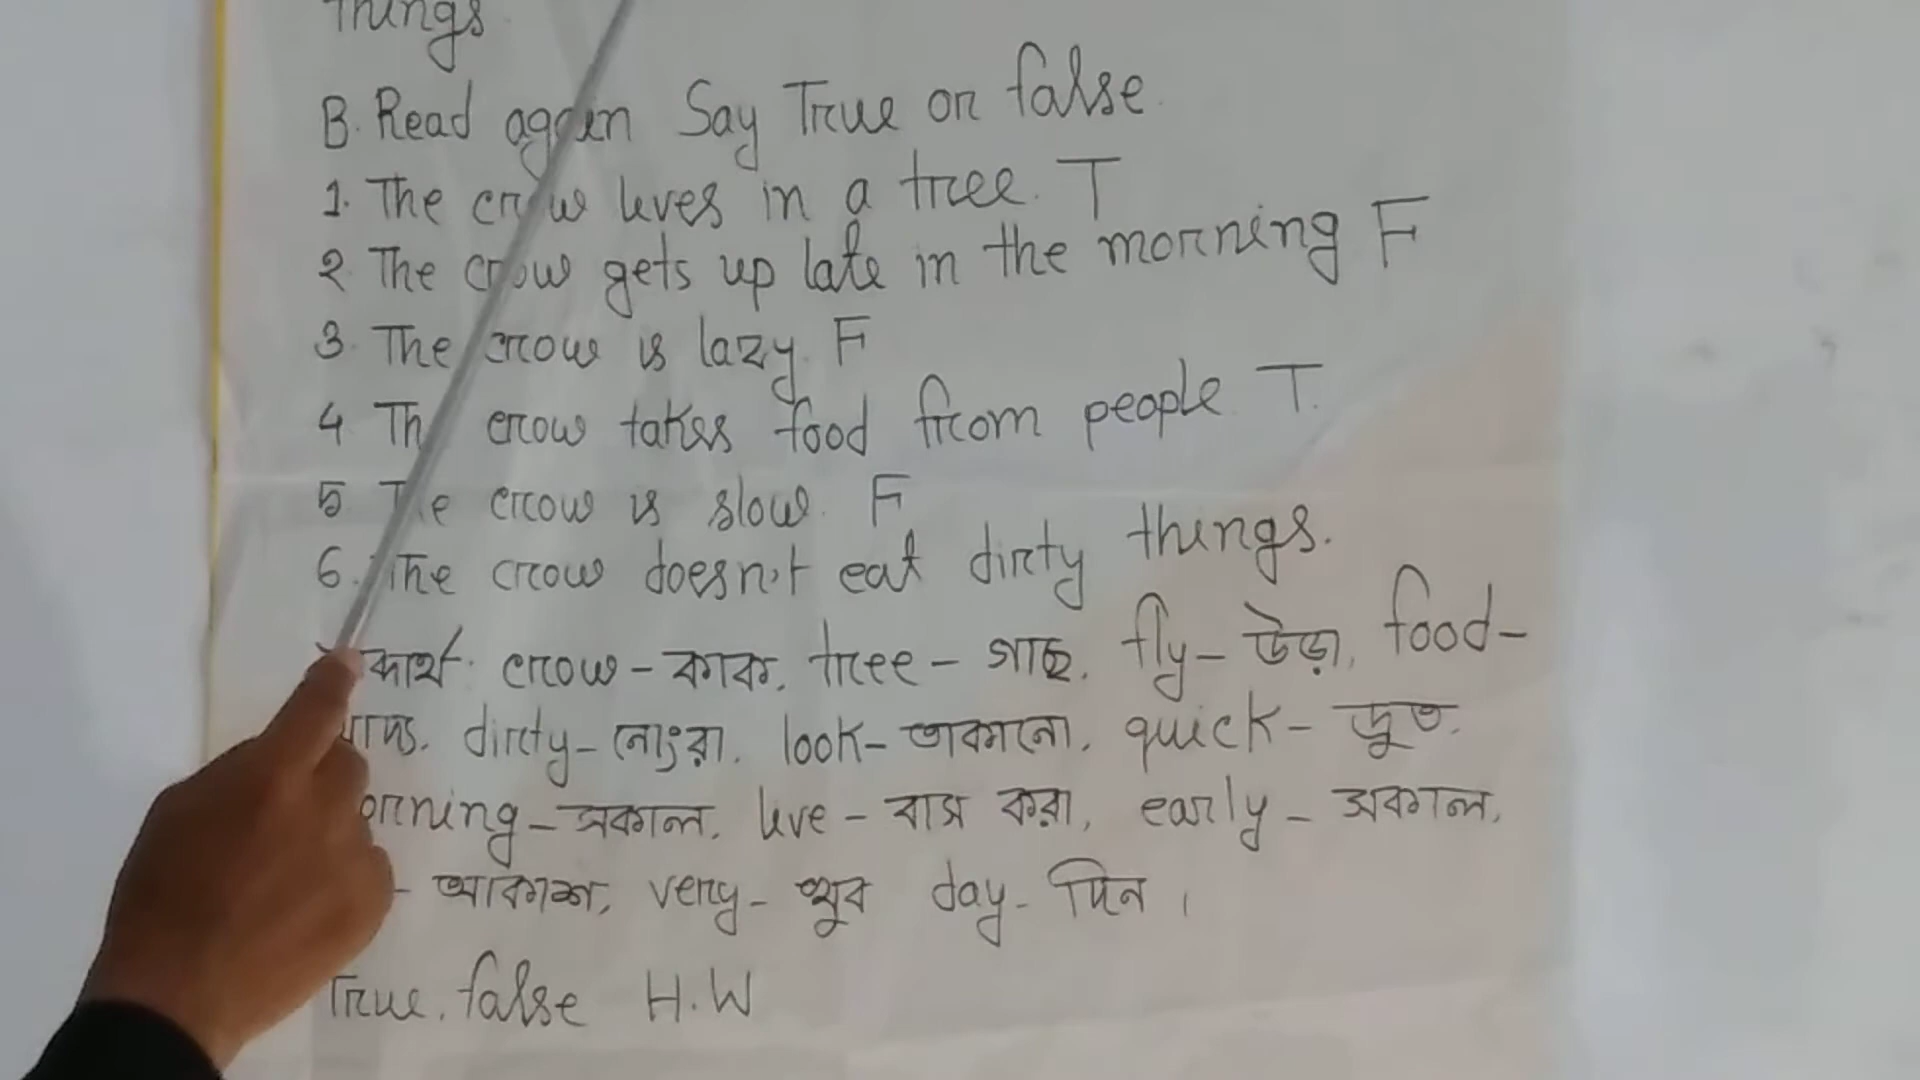 Things
B. Read again Say True or false.
1. The crow lives in a tree. T
2. The crow gets up late in the morning F
3. The crow is lazy. F
4 The crow takes food from people. T.
5. The crow is slow. F
6. The crow doesn't eat dirty things.
crow - কাক, tree - গাছ, fly - উড়া, food -
dirty - নোংরা, look - তাকানো, quick - দ্রুত.
morning - সকাল, live - বাস করা, early - সকাল,
- আকাশ, very - খুব day - দিন।
True, false H.W